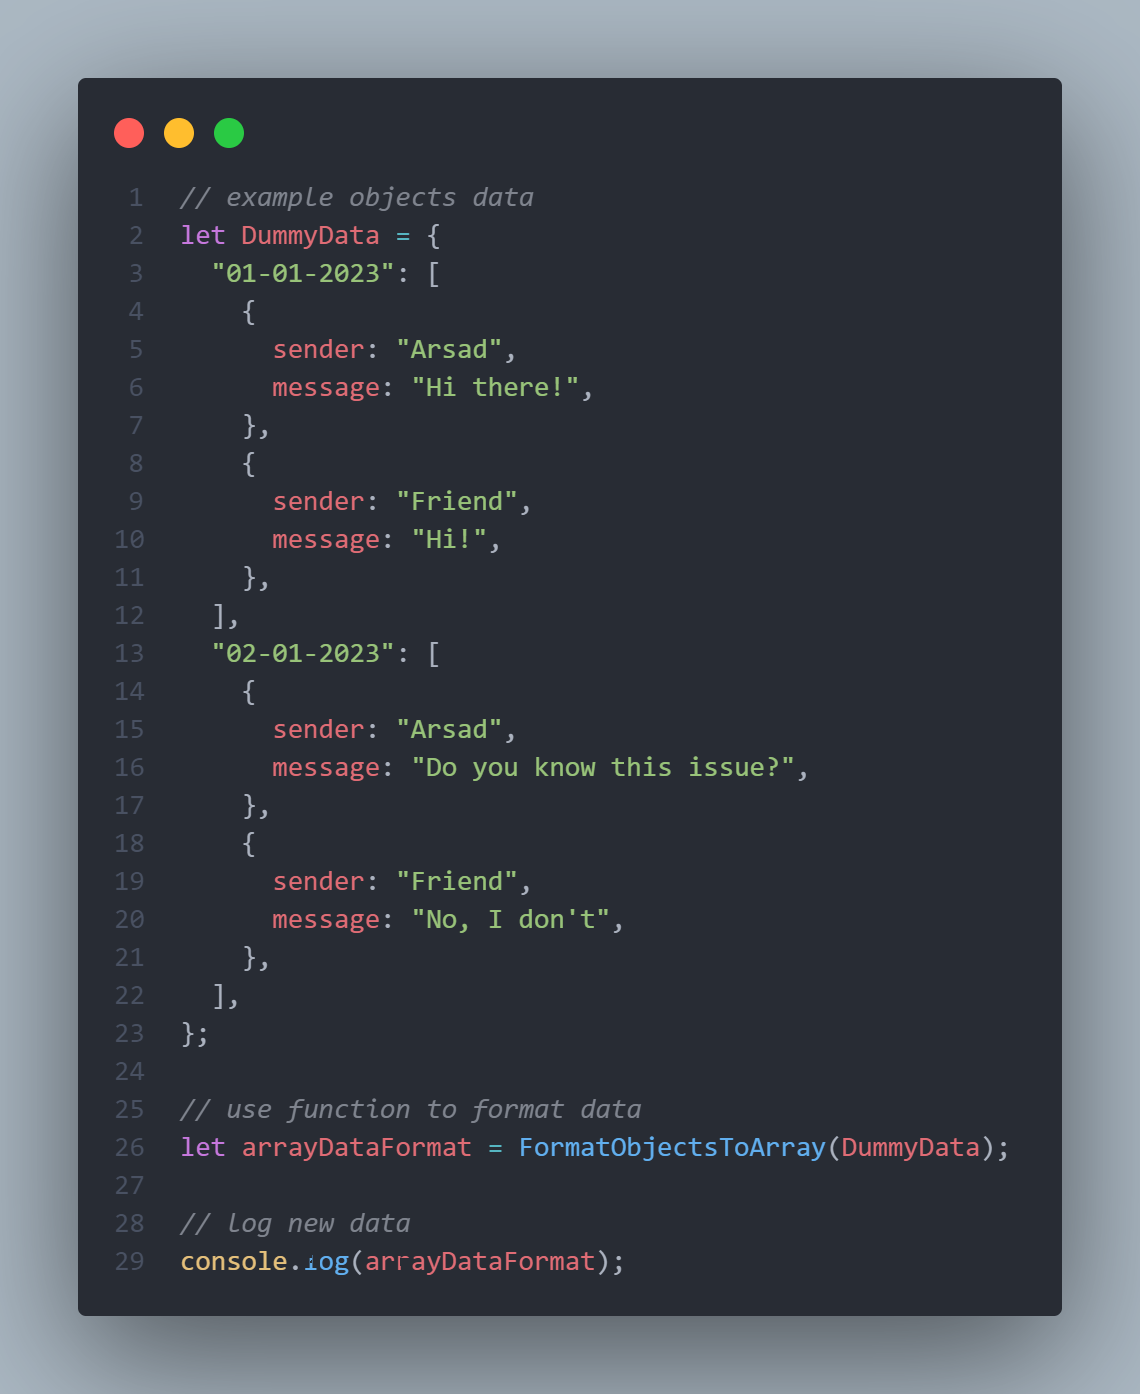 1 // example objects data
2 let DummyData = {
3   "01-01-2023": [
4     {
5       sender: "Arsad",
6       message: "Hi there!",
7     },
8     {
9       sender: "Friend",
10       message: "Hi!",
11     },
12   ],
13   "02-01-2023": [
14     {
15       sender: "Arsad",
16       message: "Do you know this issue?",
17     },
18     {
19       sender: "Friend",
20       message: "No, I don't",
21     },
22   ],
23 };
24
25 // use function to format data
26 let arrayDataFormat = FormatObjectsToArray(DummyData);
27
28 // log new data
29 console.log(arrayDataFormat);